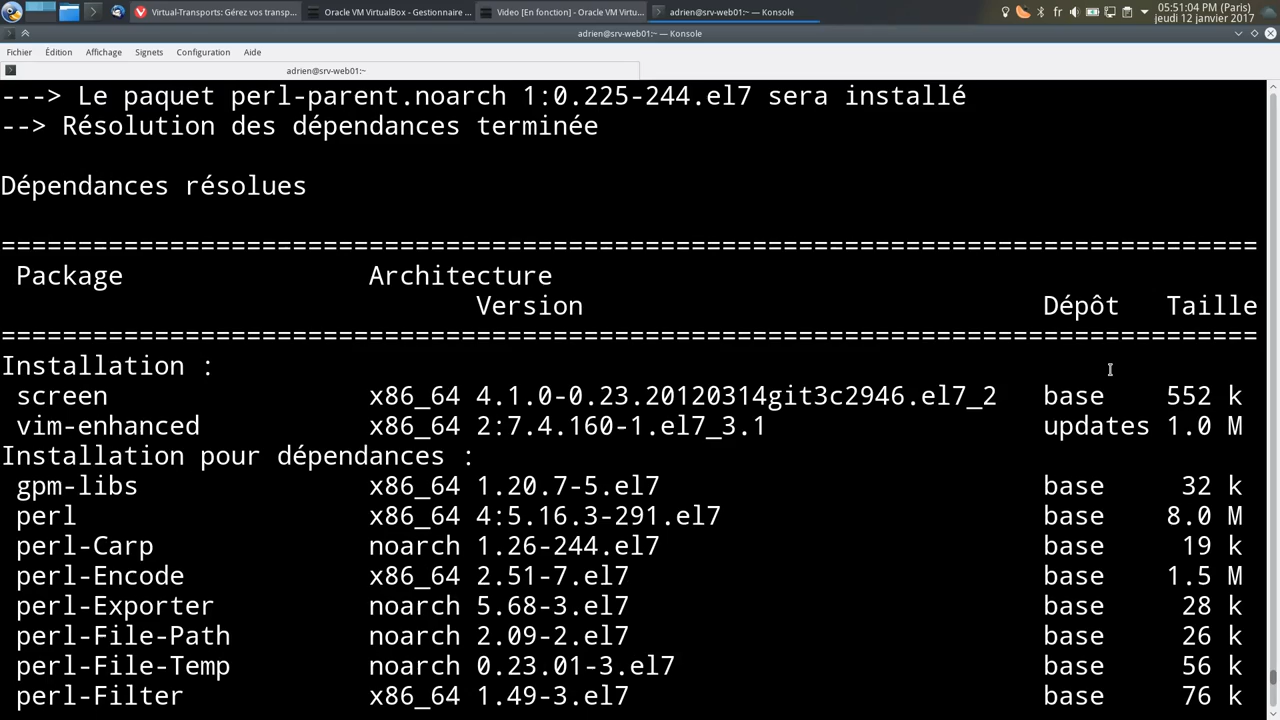 Virtual-Transports: Gérez vos transp...
Oracle VM VirtualBox - Gestionnaire ...
Video [En fonction] - Oracle VM Virtu...
adrien@srv-web01:~ — Konsole
fr
05:51:04 PM (Paris)
jeudi 12 janvier 2017
adrien@srv-web01:~ — Konsole
Fichier Édition Affichage Signets Configuration Aide
adrien@srv-web01:~
---> Le paquet perl-parent.noarch 1:0.225-244.el7 sera installé
--> Résolution des dépendances terminée
Dépendances résolues
================================================================================
Package Architecture
Version Dépôt Taille
================================================================================
Installation :
screen x86_64 4.1.0-0.23.20120314git3c2946.el7_2 base 552 k
vim-enhanced x86_64 2:7.4.160-1.el7_3.1 updates 1.0 M
Installation pour dépendances :
gpm-libs x86_64 1.20.7-5.el7 base 32 k
perl x86_64 4:5.16.3-291.el7 base 8.0 M
perl-Carp noarch 1.26-244.el7 base 19 k
perl-Encode x86_64 2.51-7.el7 base 1.5 M
perl-Exporter noarch 5.68-3.el7 base 28 k
perl-File-Path noarch 2.09-2.el7 base 26 k
perl-File-Temp noarch 0.23.01-3.el7 base 56 k
perl-Filter x86_64 1.49-3.el7 base 76 k